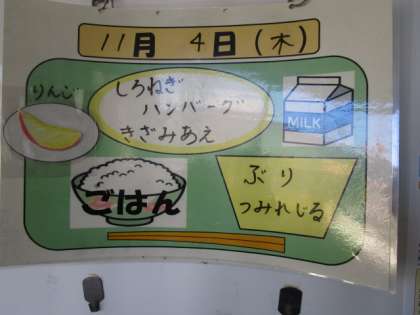 11月 4日(木)
りんご
しろねぎ
ハンバーグ
きざみあえ
MILK
ごはん
ぶり
つみれじる